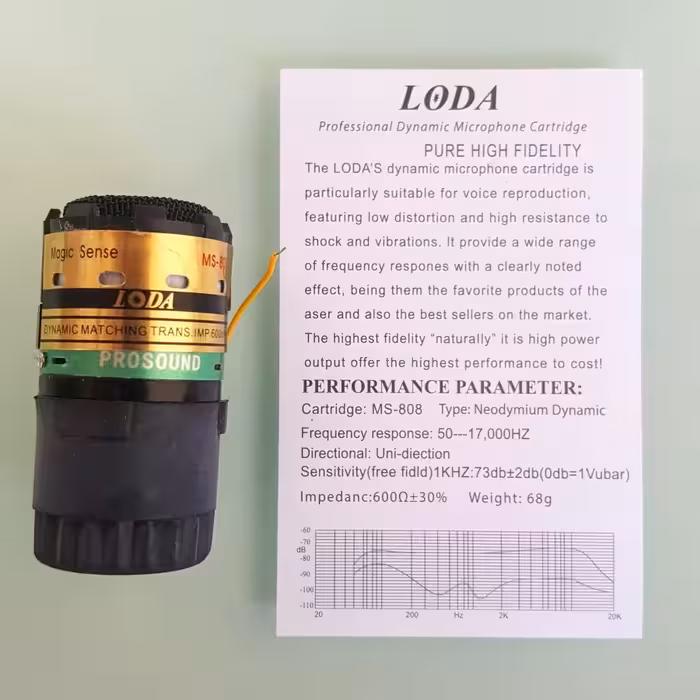 Magic Sense
LODA
DYNAMIC MATCHING TRANS.IMP.
PROSOUND
LODA
Professional Dynamic Microphone Cartridge
PURE HIGH FIDELITY
The LODA'S dynamic microphone cartridge is
particularly suitable for voice reproduction,
featuring low distortion and high resistance to
shock and vibrations. It provide a wide range
of frequency respones with a clearly noted
effect, being them the favorite products of the
aser and also the best sellers on the market.
The highest fidelity "naturally" it is high power
output offer the highest performance to cost!
PERFORMANCE PARAMETER:
Cartridge: MS-808 Type: Neodymium Dynamic
Frequency response: 50---17,000HZ
Directional: Uni-diection
Sensitivity(free fidld)1KHZ:73db±2db(0db=1Vubar)
Impedanc:600Ω±30% Weight: 68g
-60
-70
dB
-80
-90
-100
-110
20 200 Hz 2K 20K